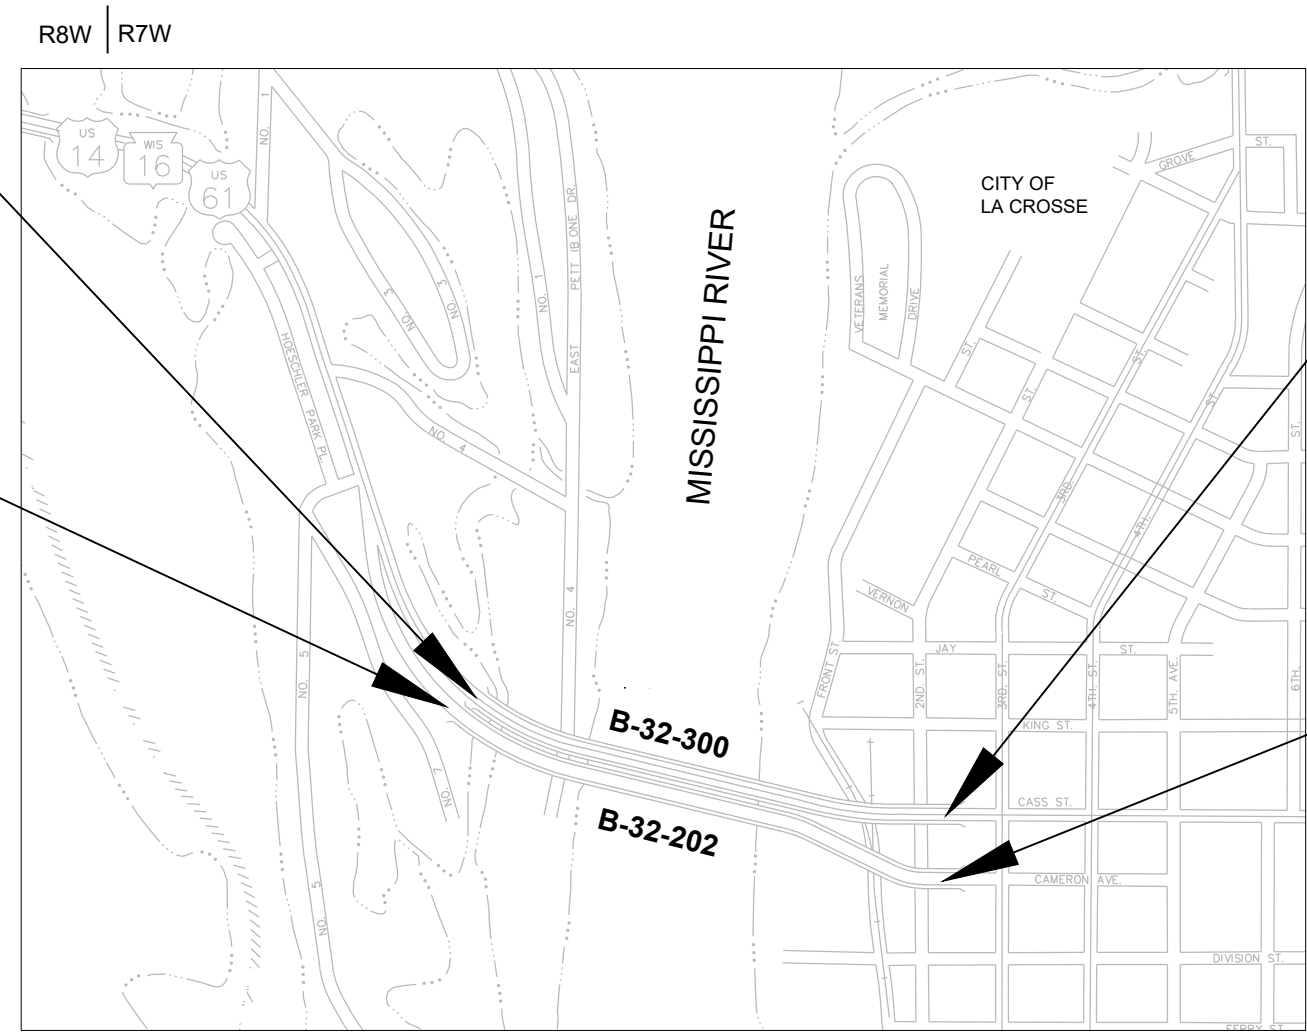 R8W R7W
US
14
WIS
16
US
61
NO. 1
CITY OF
LA CROSSE
GROVE
ST.
MISSISSIPPI RIVER
EAST PETTIBONE DR.
NO. 1
NO. 3
NO. 3
HOESCHLER PARK PL.
NO. 4
VETERANS
MEMORIAL
DRIVE
ST.
ST.
ST.
ST.
ST.
3RD.
4TH.
PEARL
ST.
VERNON
NO. 4
NO. 5
JAY ST.
FRONT ST.
2ND. ST.
3RD. ST.
4TH. ST.
5TH. AVE.
6TH.
KING ST.
B-32-300
NO. 7
CASS ST.
B-32-202
CAMERON AVE.
NO. 5
DIVISION ST.
FERRY ST.